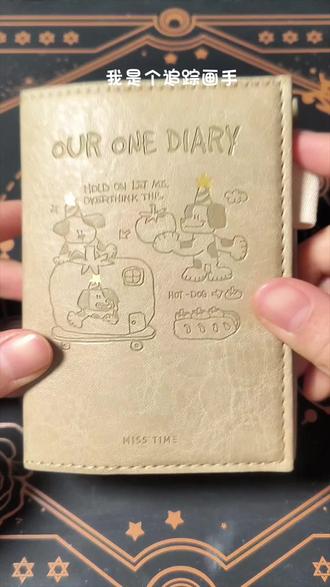 我是个追踪画手
OUR ONE DIARY
HOLD ON LET ME
OVERTHINK THIS..
HOT-DOG
MISS TIME